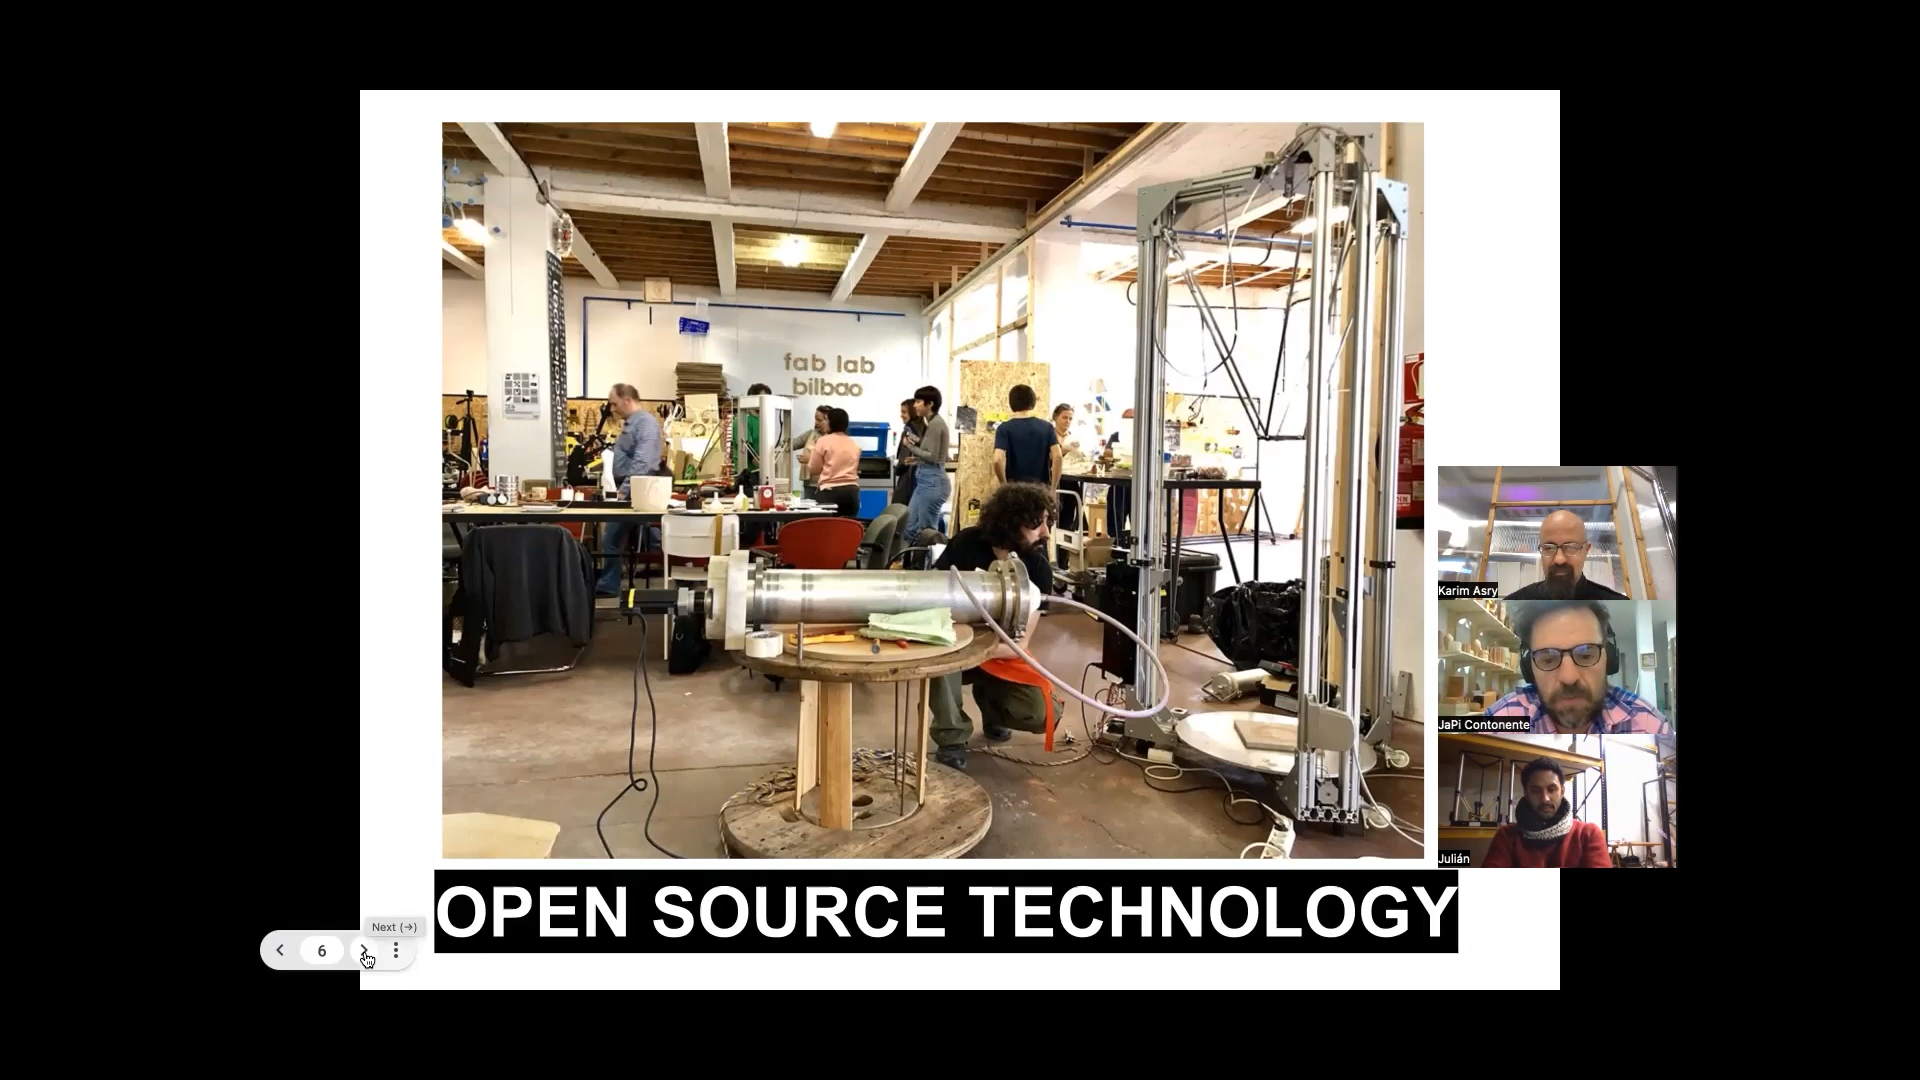 fab lab
bilbao
Karim Asry
JaPi Contonente
Julián
OPEN SOURCE TECHNOLOGY
Next (→)
6